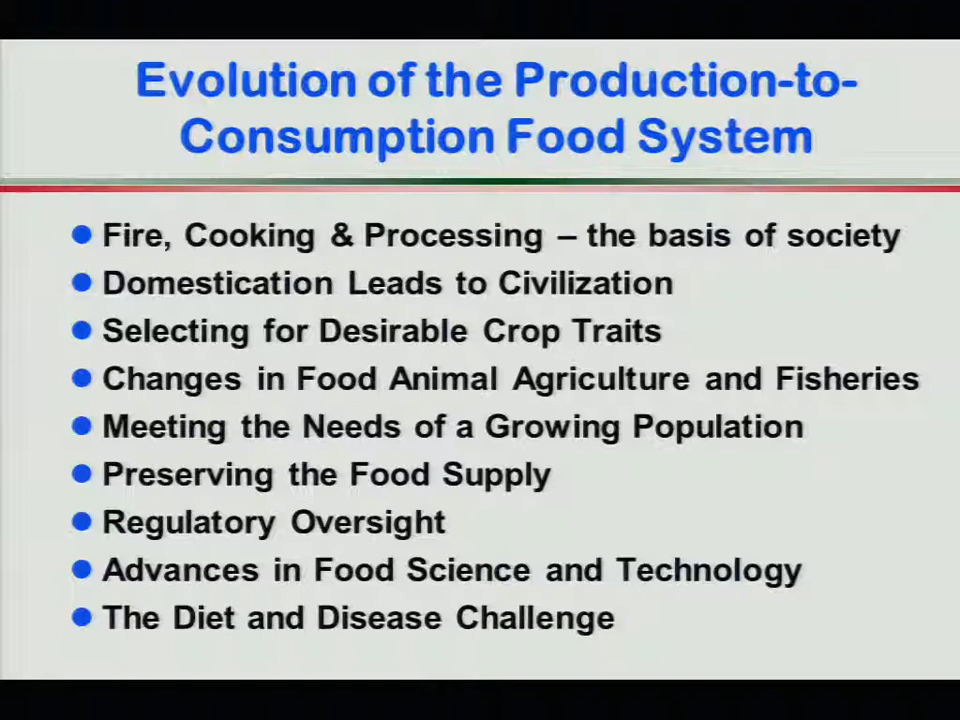 Evolution of the Production-to-
Consumption Food System
Fire, Cooking & Processing – the basis of society
Domestication Leads to Civilization
Selecting for Desirable Crop Traits
Changes in Food Animal Agriculture and Fisheries
Meeting the Needs of a Growing Population
Preserving the Food Supply
Regulatory Oversight
Advances in Food Science and Technology
The Diet and Disease Challenge